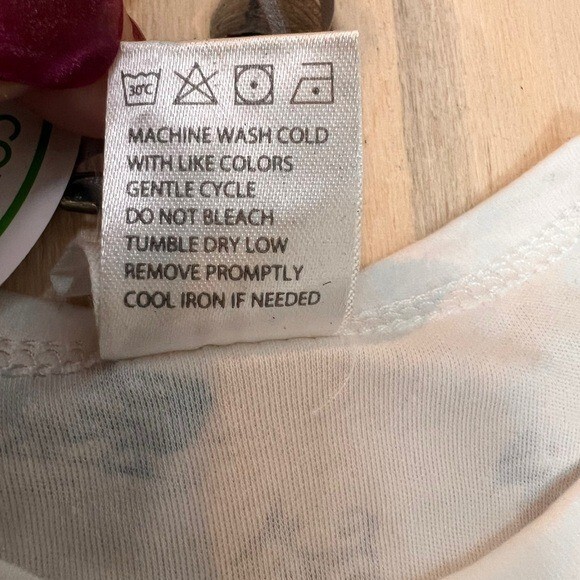 30°C
MACHINE WASH COLD
WITH LIKE COLORS
GENTLE CYCLE
DO NOT BLEACH
TUMBLE DRY LOW
REMOVE PROMPTLY
COOL IRON IF NEEDED